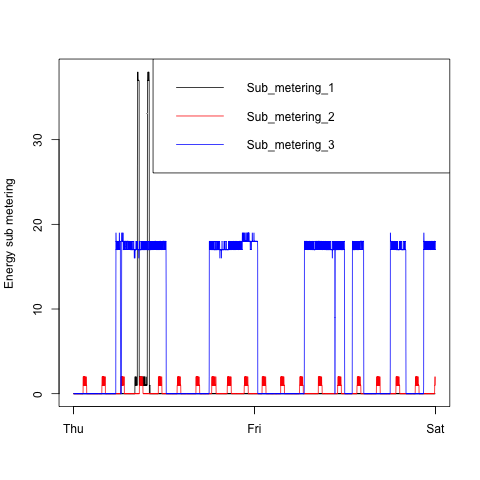 Sub_metering_1
Sub_metering_2
Sub_metering_3
Energy sub metering
30
20
10
0
Thu
Fri
Sat